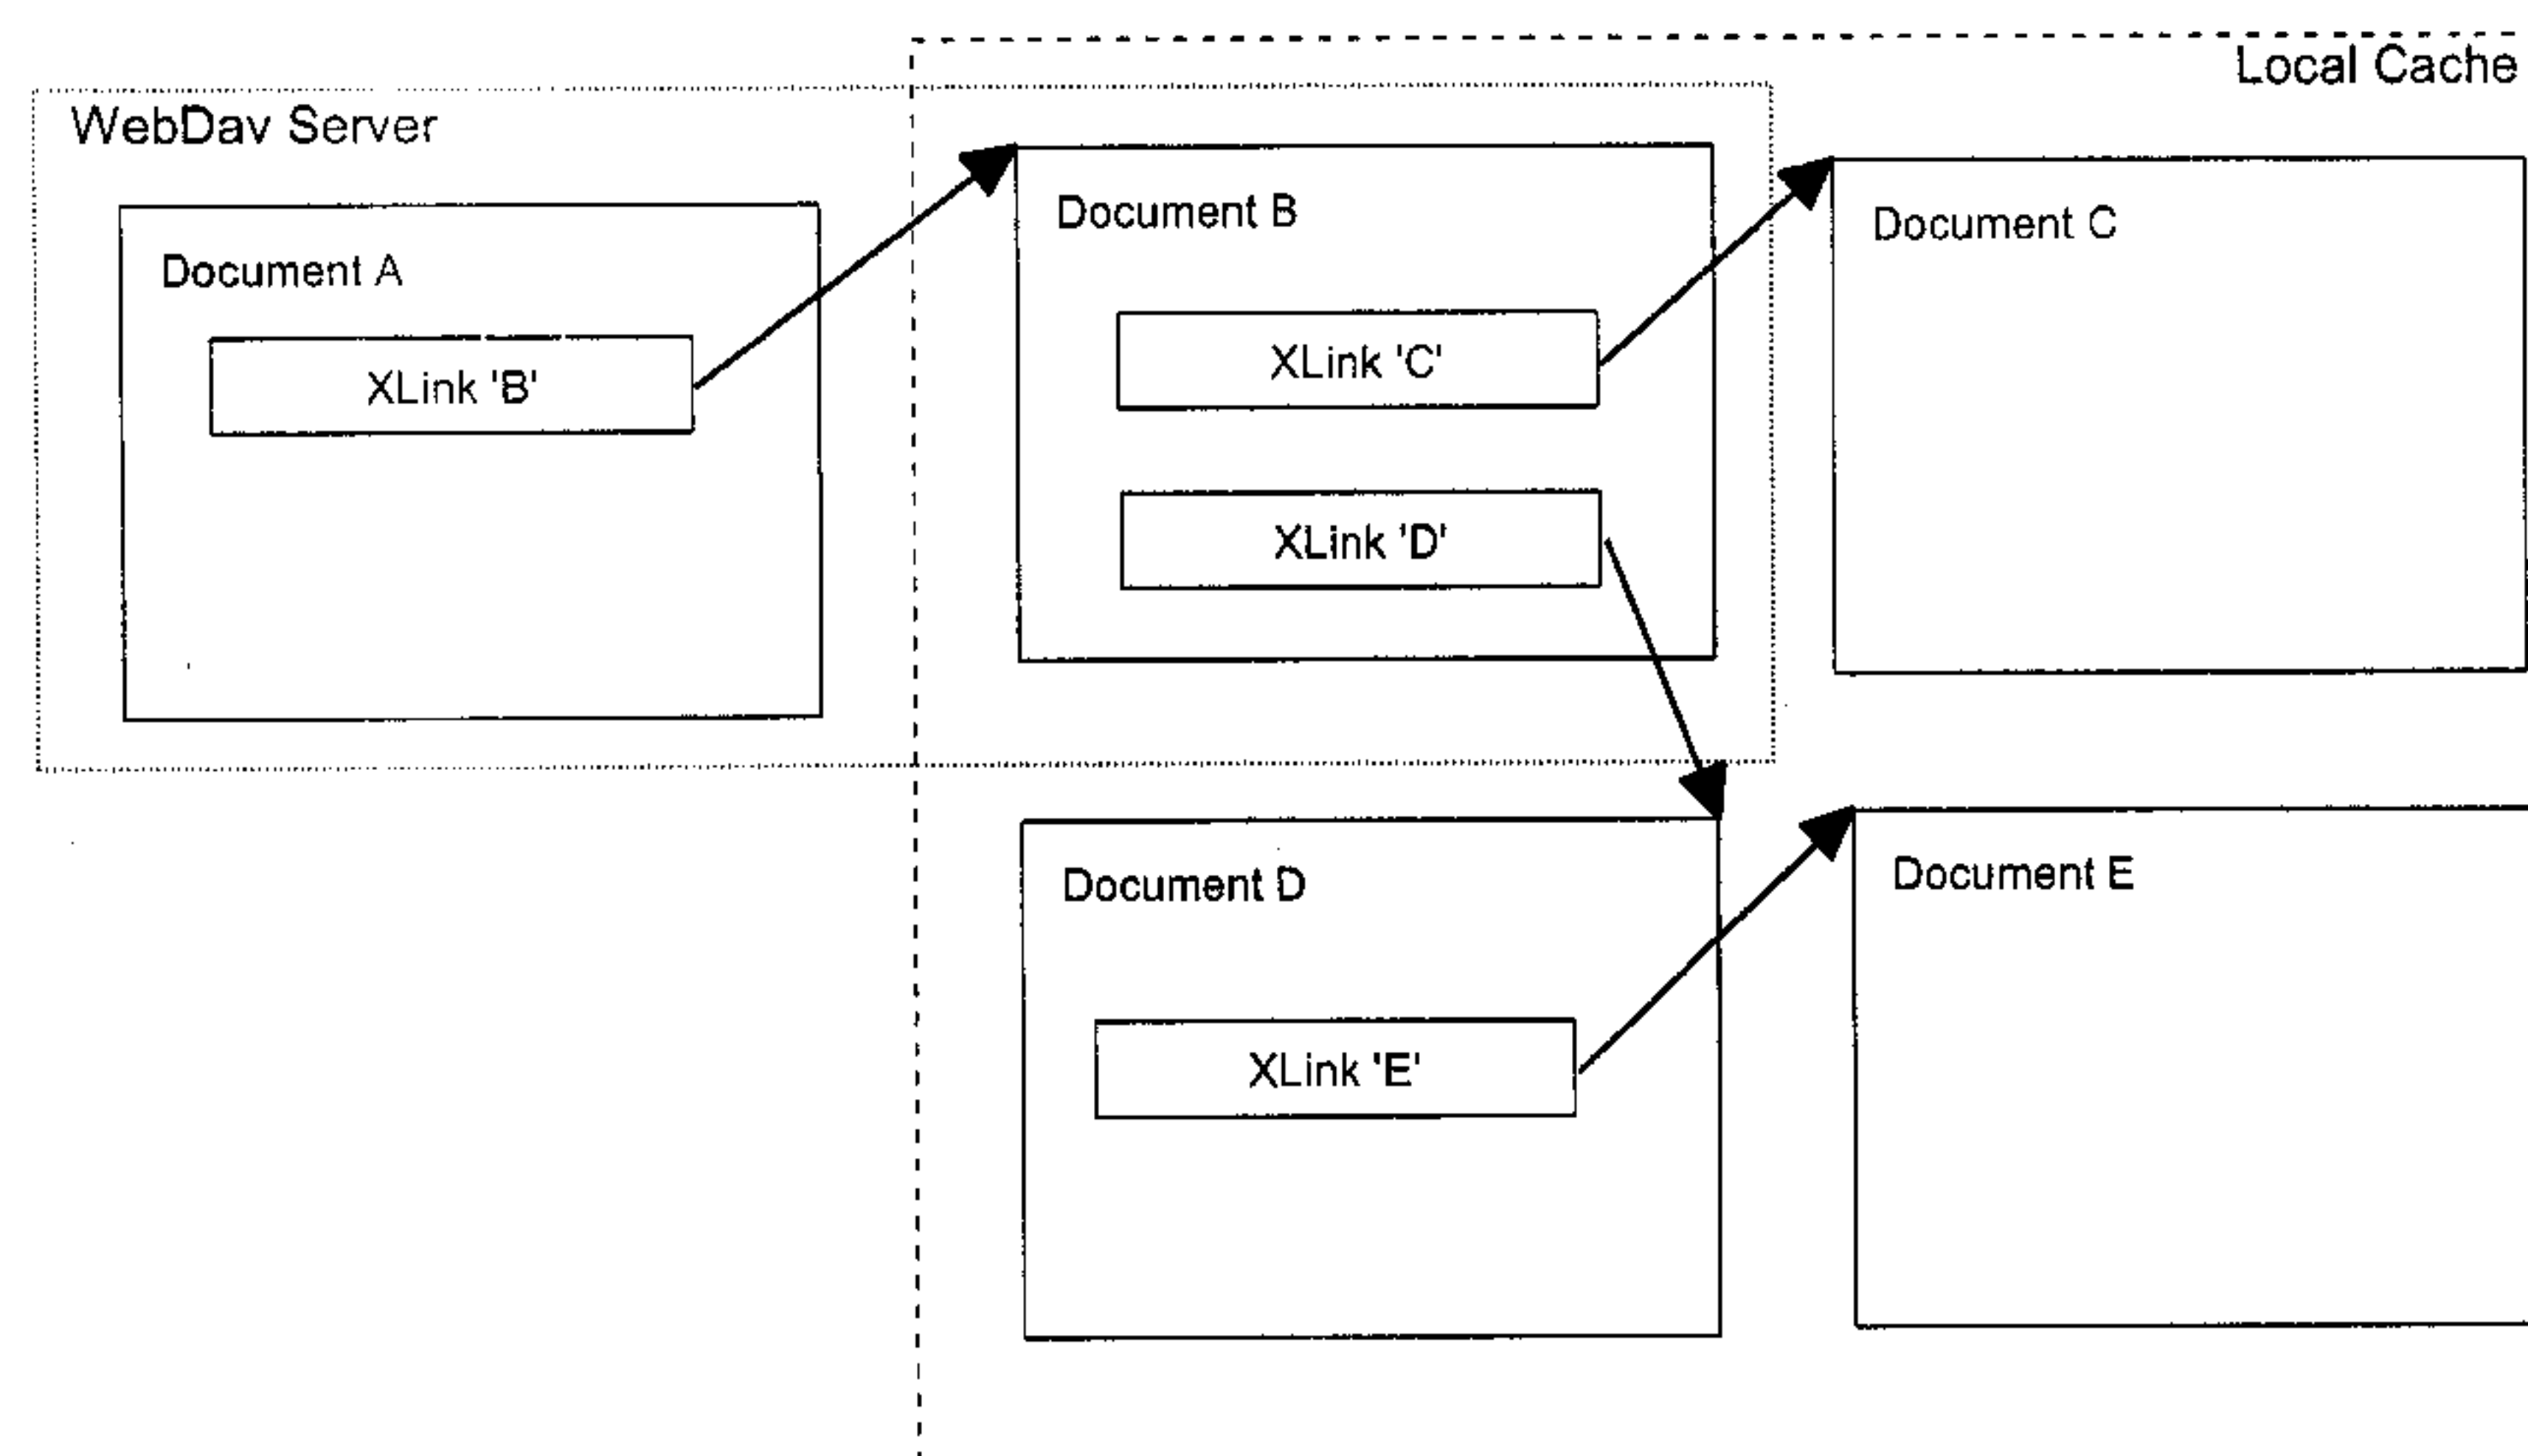 Local Cache
WebDav Server
Document A
XLink 'B'
Document B
XLink 'C'
XLink 'D'
Document C
Document D
XLink 'E'
Document E